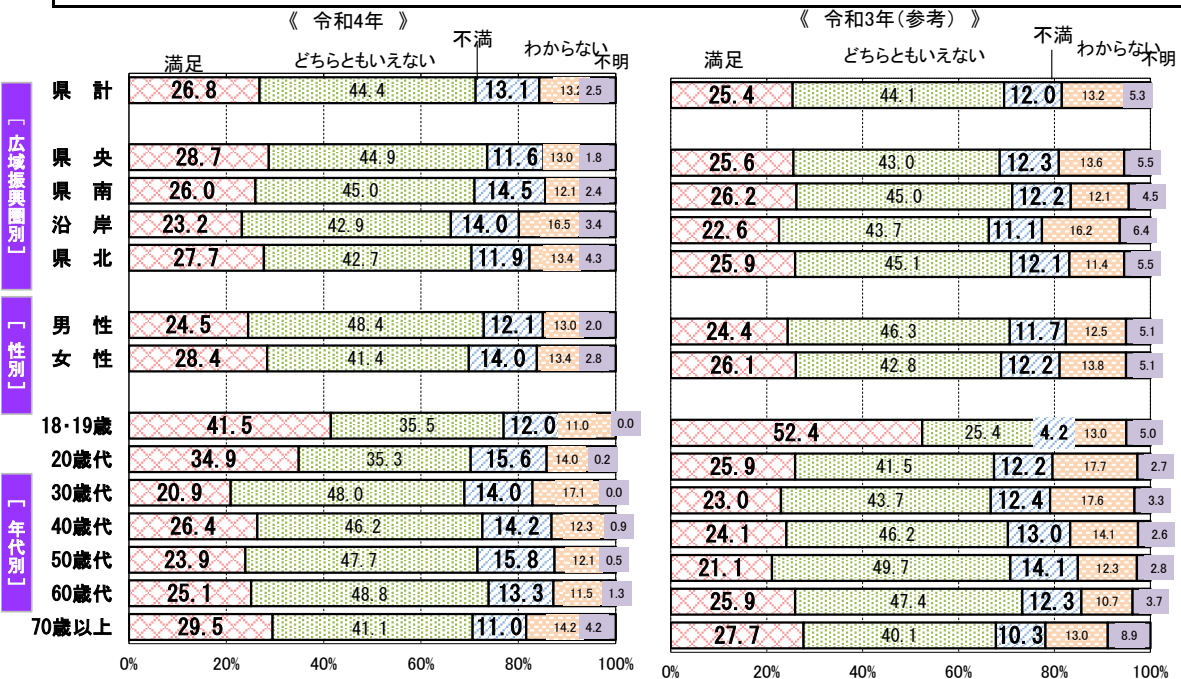 《 令和4年 》
満足 どちらともいえない 不満 わからない 不明
［ 広域振興圏別 ］
県 計 26.8 44.4 13.1 13.2 2.5
県 央 28.7 44.9 11.6 13.0 1.8
県 南 26.0 45.0 14.5 12.1 2.4
沿 岸 23.2 42.9 14.0 16.5 3.4
県 北 27.7 42.7 11.9 13.4 4.3
［ 性別 ］
男 性 24.5 48.4 12.1 13.0 2.0
女 性 28.4 41.4 14.0 13.4 2.8
［ 年代別 ］
18・19歳 41.5 35.5 12.0 11.0 0.0
20歳代 34.9 35.3 15.6 14.0 0.2
30歳代 20.9 48.0 14.0 17.1 0.0
40歳代 26.4 46.2 14.2 12.3 0.9
50歳代 23.9 47.7 15.8 12.1 0.5
60歳代 25.1 48.8 13.3 11.5 1.3
70歳以上 29.5 41.1 11.0 14.2 4.2
0% 20% 40% 60% 80% 100%
《 令和3年(参考) 》
満足 どちらともいえない 不満 わからない 不明
25.4 44.1 12.0 13.2 5.3
25.6 43.0 12.3 13.6 5.5
26.2 45.0 12.2 12.1 4.5
22.6 43.7 11.1 16.2 6.4
25.9 45.1 12.1 11.4 5.5
24.4 46.3 11.7 12.5 5.1
26.1 42.8 12.2 13.8 5.1
52.4 25.4 4.2 13.0 5.0
25.9 41.5 12.2 17.7 2.7
23.0 43.7 12.4 17.6 3.3
24.1 46.2 13.0 14.1 2.6
21.1 49.7 14.1 12.3 2.8
25.9 47.4 12.3 10.7 3.7
27.7 40.1 10.3 13.0 8.9
0% 20% 40% 60% 80% 100%